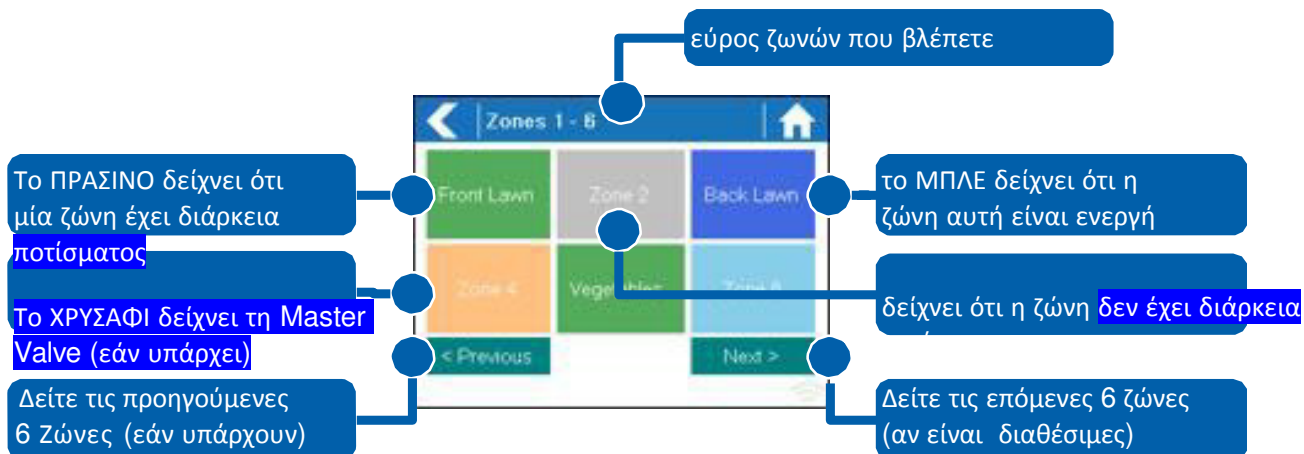 εύρος ζωνών που βλέπετε
Zones 1 - 6
Το ΠΡΑΣΙΝΟ δείχνει ότι
μία ζώνη έχει διάρκεια
ποτίσματος
Front Lawn
Zone 2
Back Lawn
το ΜΠΛΕ δείχνει ότι η
ζώνη αυτή είναι ενεργή
Το ΧΡΥΣΑΦΙ δείχνει τη Master
Valve (εάν υπάρχει)
Zone 4
Vegetables
Zone 6
δείχνει ότι η ζώνη δεν έχει διάρκεια
< Previous
Next >
Δείτε τις προηγούμενες
6 Ζώνες (εάν υπάρχουν)
Δείτε τις επόμενες 6 ζώνες
(αν είναι διαθέσιμες)